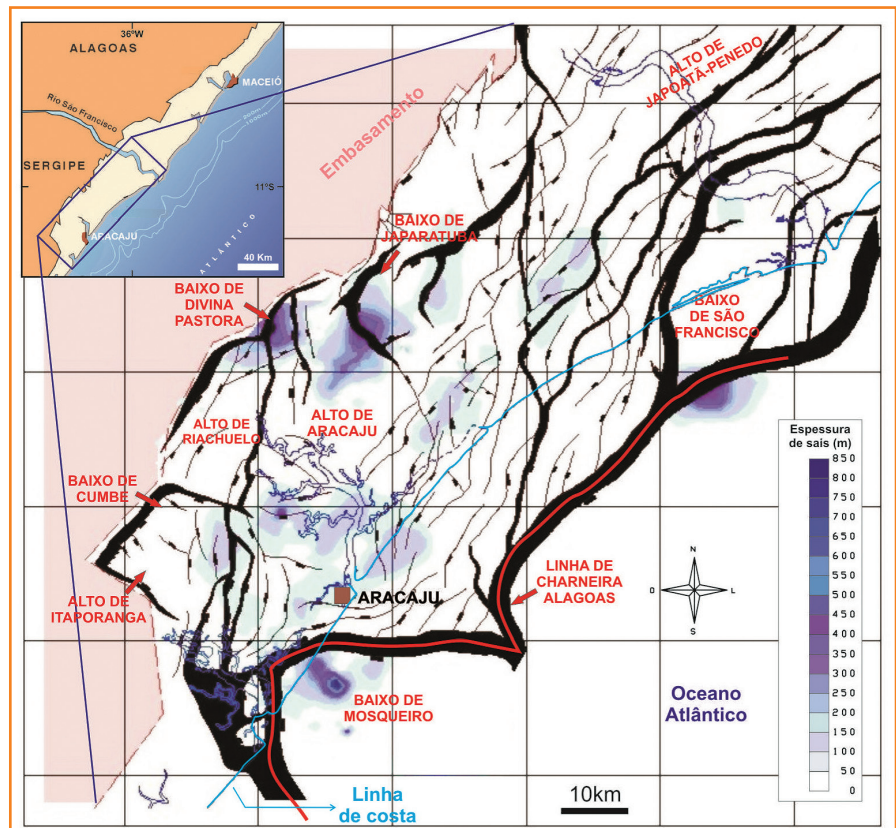 36°W
ALAGOAS
MACEIÓ
Rio São Francisco
200m
1000m
SERGIPE
11°S
ARACAJU
ATLÂNTICO
40 Km
Embasamento
ALTO DE
JAPOATÃ-PENEDO
BAIXO DE
JAPARATUBA
BAIXO DE
DIVINA
PASTORA
BAIXO
DE SÃO
FRANCISCO
ALTO DE
RIACHUELO
ALTO DE
ARACAJU
BAIXO DE
CUMBE
ALTO DE
ITAPORANGA
ARACAJU
LINHA DE
CHARNEIRA
ALAGOAS
BAIXO DE
MOSQUEIRO
Oceano
Atlântico
Linha
de costa
10km
N
O
L
S
Espessura
de sais (m)
850
800
750
700
650
600
550
500
450
400
350
300
250
200
150
100
50
0